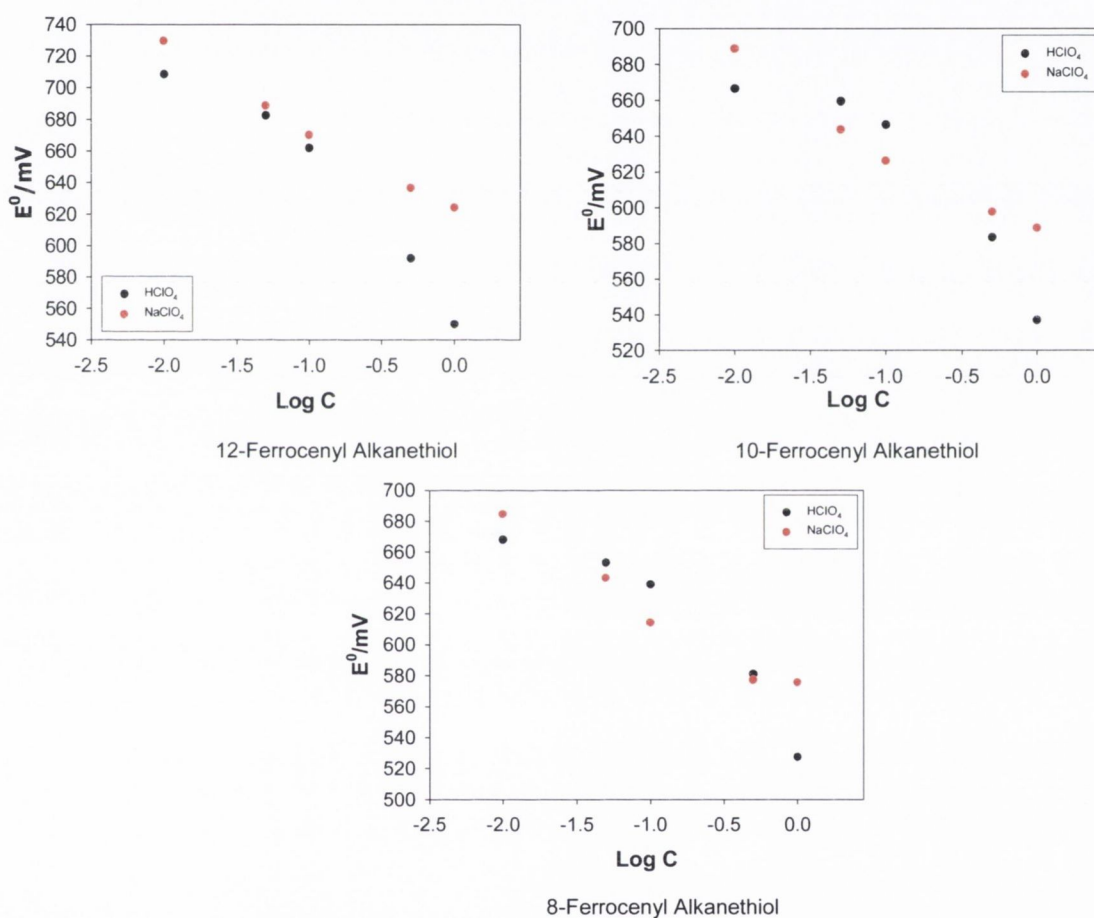 740
720
700
680
660
640
620
600
580
560
540
E⁰/mV
HClO₄
NaClO₄
-2.5 -2.0 -1.5 -1.0 -0.5 0.0
Log C
12-Ferrocenyl Alkanethiol
700
680
660
640
620
600
580
560
540
520
E⁰/mV
HClO₄
NaClO₄
-2.5 -2.0 -1.5 -1.0 -0.5 0.0
Log C
10-Ferrocenyl Alkanethiol
700
680
660
640
620
600
580
560
540
520
500
E⁰/mV
HClO₄
NaClO₄
-2.5 -2.0 -1.5 -1.0 -0.5 0.0
Log C
8-Ferrocenyl Alkanethiol